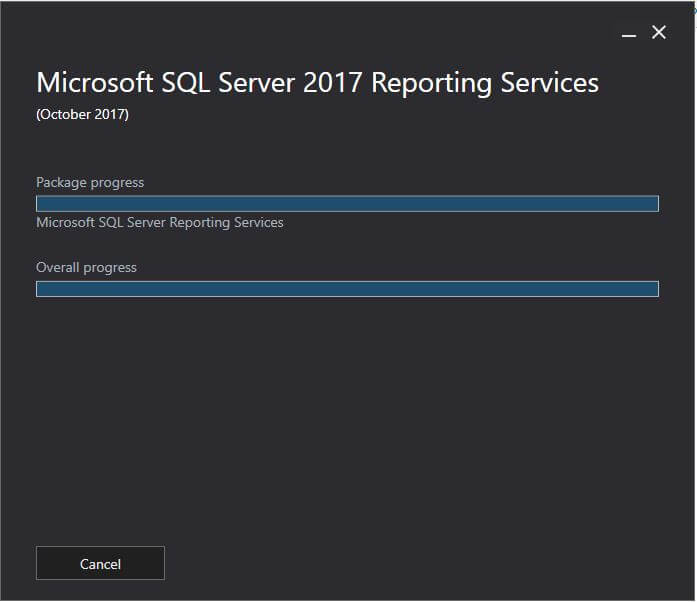 Microsoft SQL Server 2017 Reporting Services
(October 2017)
Package progress
Microsoft SQL Server Reporting Services
Overall progress
Cancel